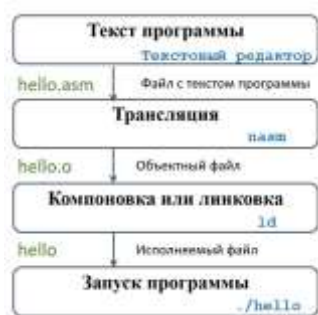 Текст программы
Текстовый редактор
hello.asm Файл с текстом программы
Трансляция
nasm
hello.o Объектный файл
Компоновка или линковка
ld
hello Исполняемый файл
Запуск программы
./hello